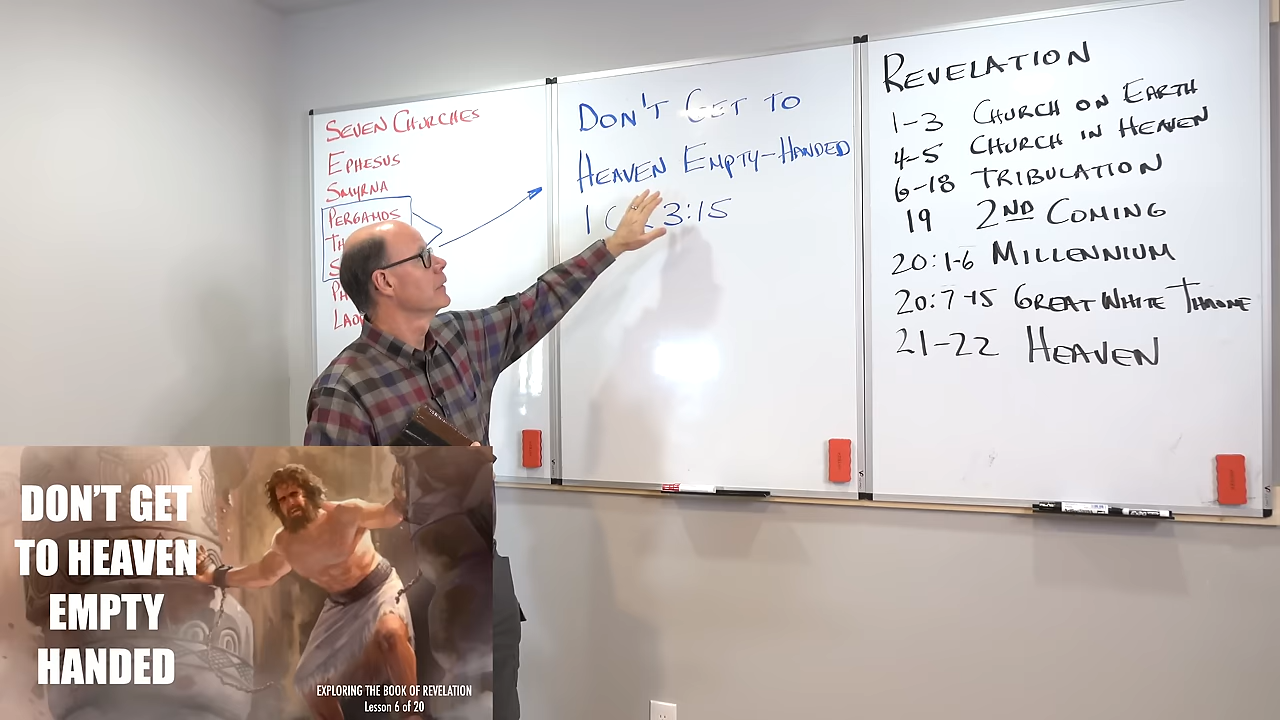 SEVEN CHURCHES
EPHESUS
SMYRNA
PERGAMOS
DON'T GET TO
HEAVEN EMPTY-HANDED
1 3:15
REVELATION
1-3 CHURCH ON EARTH
4-5 CHURCH IN HEAVEN
6-18 TRIBULATION
19 2ND COMING
20:1-6 MILLENNIUM
20:7-15 GREAT WHITE THRONE
21-22 HEAVEN
DON'T GET
TO HEAVEN
EMPTY
HANDED
EXPLORING THE BOOK OF REVELATION
Lesson 6 of 20